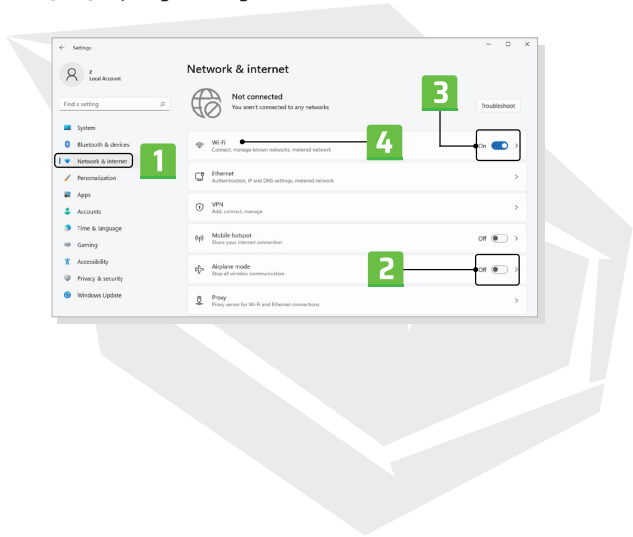 Settings
z
Local Account
Find a setting
System
Bluetooth & devices
Network & internet
Personalization
Apps
Accounts
Time & language
Gaming
Accessibility
Privacy & security
Windows Update
1
Network & internet
Not connected
You aren't connected to any networks
3
Troubleshoot
Wi-Fi
Connect, manage known networks, metered network
4
On
Ethernet
Authentication, IP and DNS settings, metered network
VPN
Add, connect, manage
Mobile hotspot
Share your internet connection
Off
Airplane mode
Stop all wireless communication
2
Off
Proxy
Proxy server for Wi-Fi and Ethernet connections